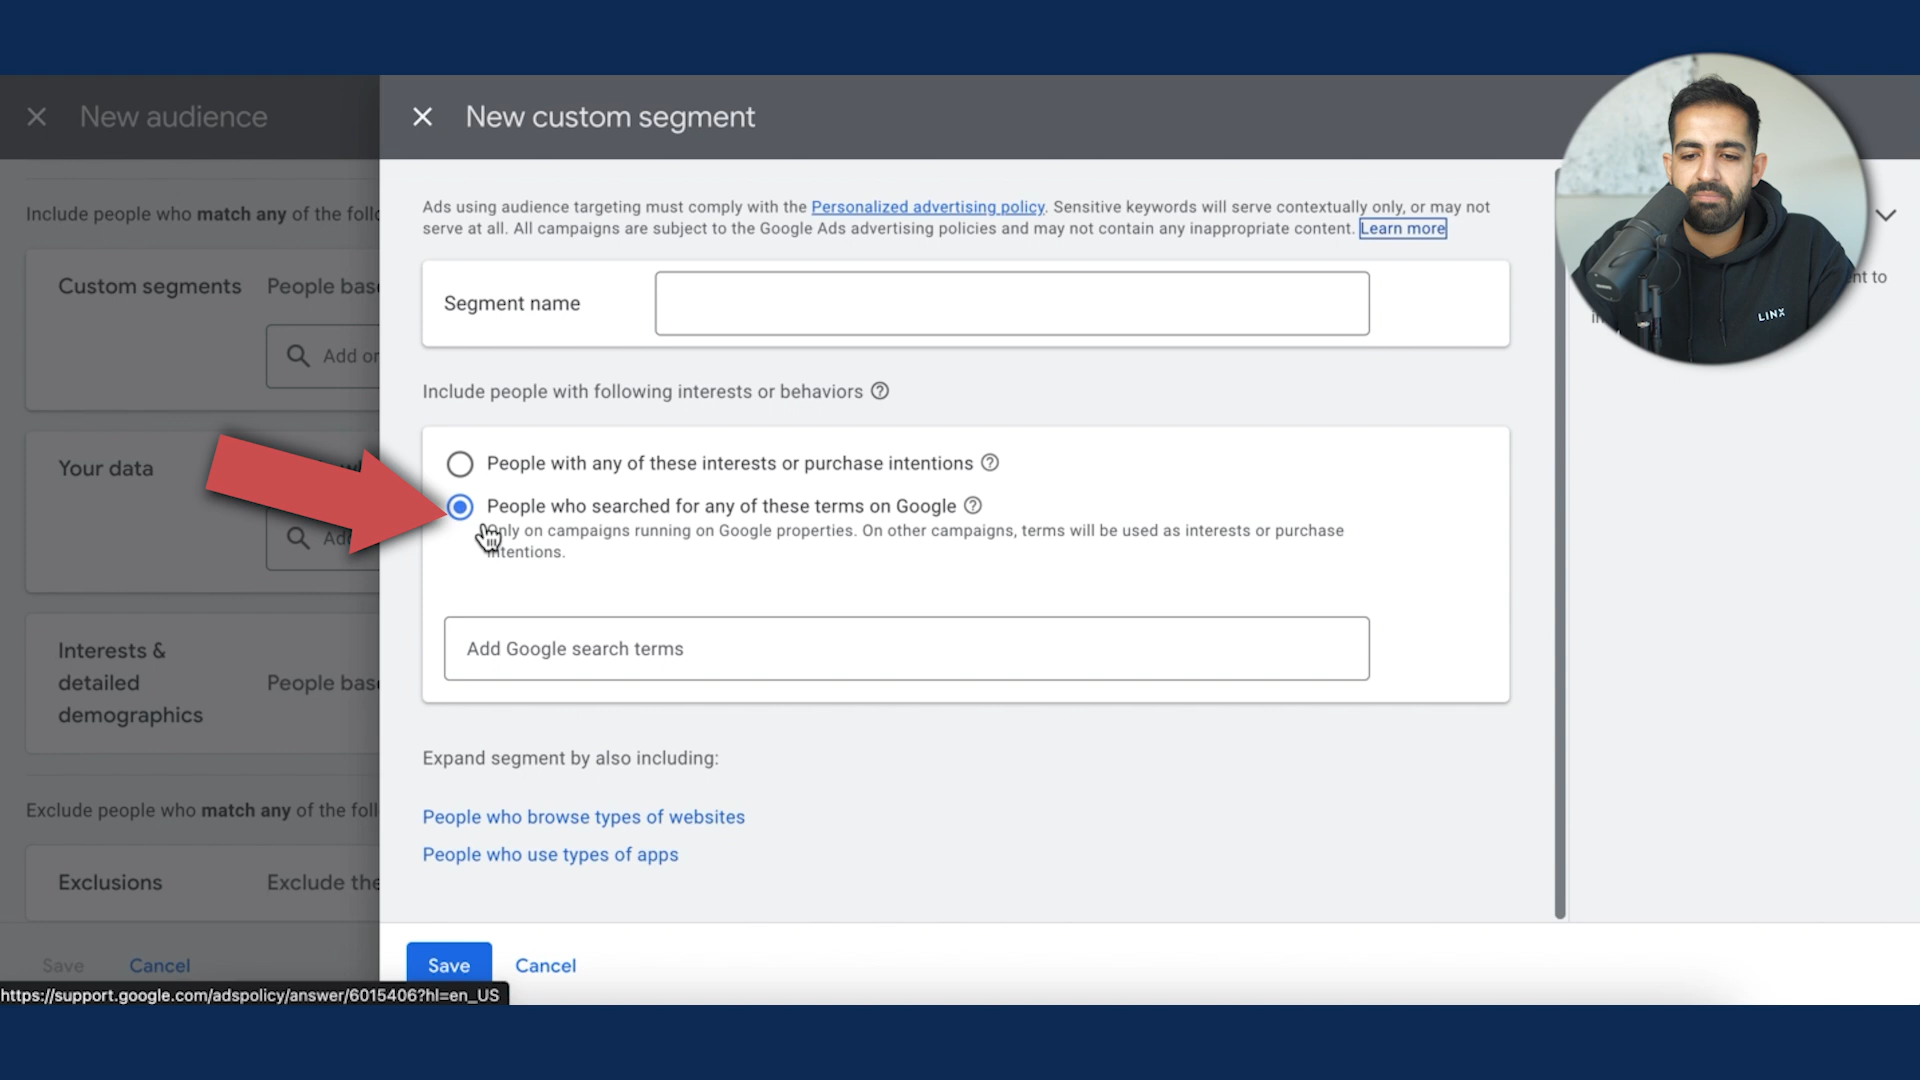 New audience
New custom segment
Include people who match any of the follo
Custom segments
People bas
Add or
Your data
Interests &
detailed
demographics
People bas
Exclude people who match any of the foll
Exclusions
Exclude the
Save
Cancel
Ads using audience targeting must comply with the Personalized advertising policy. Sensitive keywords will serve contextually only, or may not
serve at all. All campaigns are subject to the Google Ads advertising policies and may not contain any inappropriate content. Learn more
Segment name
Include people with following interests or behaviors
People with any of these interests or purchase intentions
People who searched for any of these terms on Google
Only on campaigns running on Google properties. On other campaigns, terms will be used as interests or purchase
intentions.
Add Google search terms
Expand segment by also including:
People who browse types of websites
People who use types of apps
Save
Cancel
LINX
to
https://support.google.com/adspolicy/answer/6015406?hl=en_US